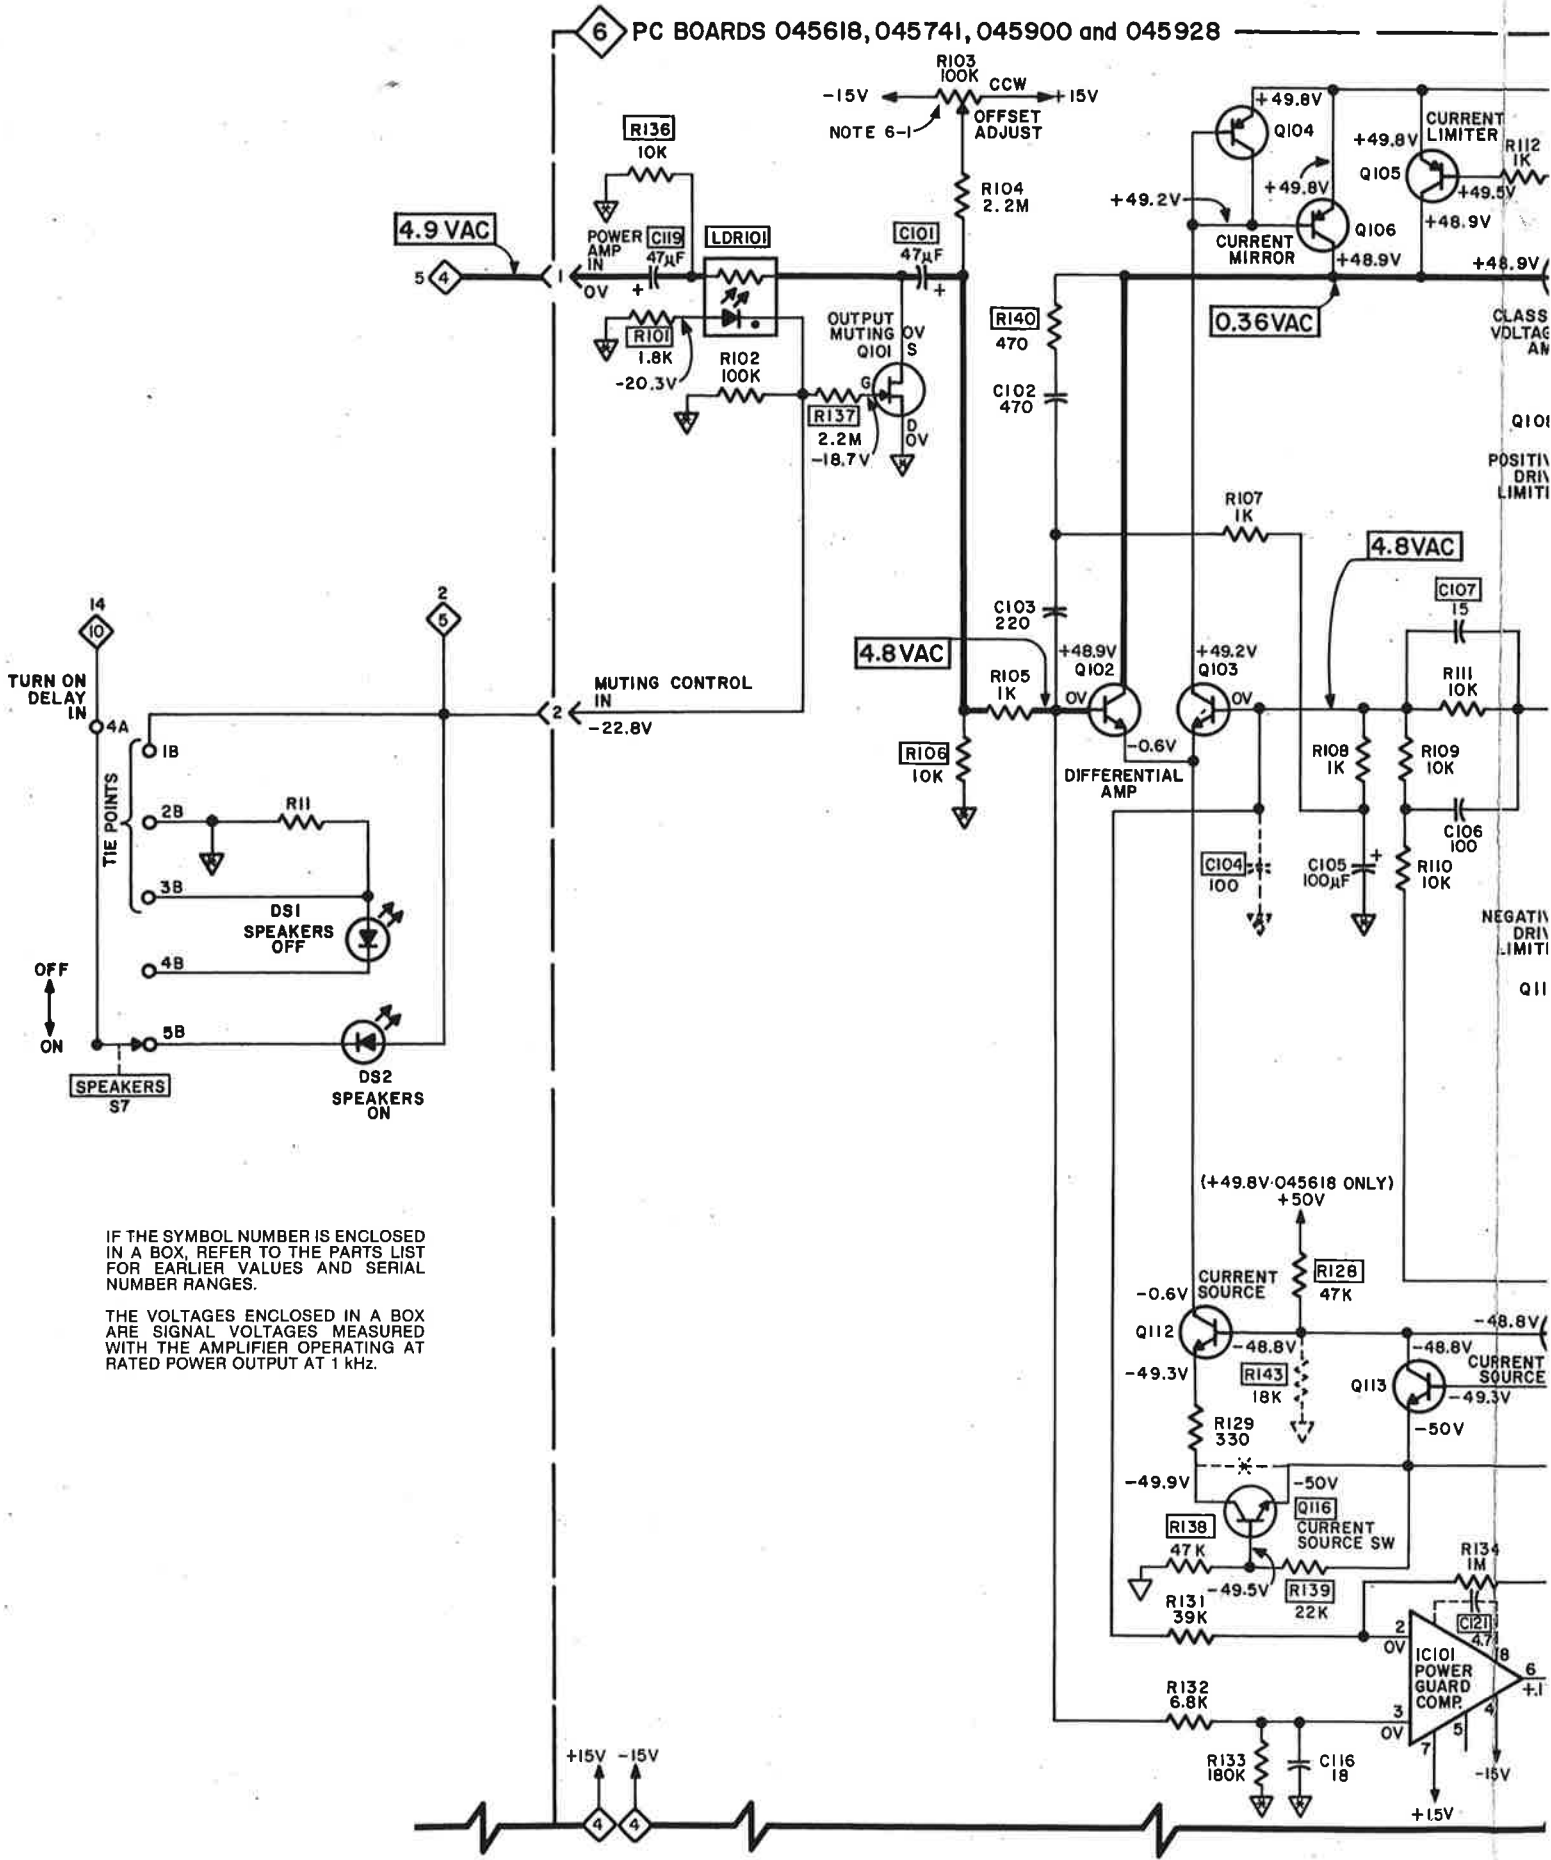 6 PC BOARDS 045618, 045741, 045900 and 045928
R103
100K
CCW
-15V
+15V
NOTE 6-1
OFFSET
ADJUST
R104
2.2M
R136
10K
4.9 VAC
5 4
1
POWER
AMP
IN
0V
C119
47µF
+
LDR101
C101
47µF
+
R101
1.8K
-20.3V
R102
100K
OUTPUT
MUTING
Q101
0V
S
G
D
0V
R137
2.2M
-18.7V
R140
470
C102
470
+49.8V
Q104
+49.2V
+49.8V
Q106
CURRENT
MIRROR
+48.9V
0.36VAC
CURRENT
LIMITER
+49.8V
Q105
R112
1K
+49.5V
+48.9V
+48.9V
CLASS
Q108
R107
1K
4.8VAC
C107
15
C103
220
4.8 VAC
+48.9V
Q102
+49.2V
Q103
R105
1K
0V
0V
-0.6V
DIFFERENTIAL
AMP
R106
10K
R111
10K
R108
1K
R109
10K
C106
100
C104
100
C105
100µF
+
R110
10K
14
10
2
5
TURN ON
DELAY
IN
4A
2
MUTING CONTROL
IN
-22.8V
TIE POINTS
1B
2B
R11
3B
DS1
SPEAKERS
OFF
4B
OFF
ON
5B
SPEAKERS
S7
DS2
SPEAKERS
ON
IF THE SYMBOL NUMBER IS ENCLOSED
IN A BOX, REFER TO THE PARTS LIST
FOR EARLIER VALUES AND SERIAL
NUMBER RANGES.
THE VOLTAGES ENCLOSED IN A BOX
ARE SIGNAL VOLTAGES MEASURED
WITH THE AMPLIFIER OPERATING AT
RATED POWER OUTPUT AT 1 kHz.
(+49.8V·045618 ONLY)
+50V
R128
47K
-0.6V
CURRENT
SOURCE
Q112
-48.8V
-48.8V
-48.8V
-49.3V
R143
18K
Q113
CURRENT
SOURCE
-49.3V
-50V
R129
330
-49.9V
-50V
Q116
CURRENT
SOURCE SW
R138
47K
-49.5V
R139
22K
R134
1M
R131
39K
C121
4.7
2
0V
IC101
POWER
GUARD
COMP.
8
6
+.1
4
R132
6.8K
3
0V
5
7
R133
180K
C116
18
-15V
+15V
+15V -15V
4 4